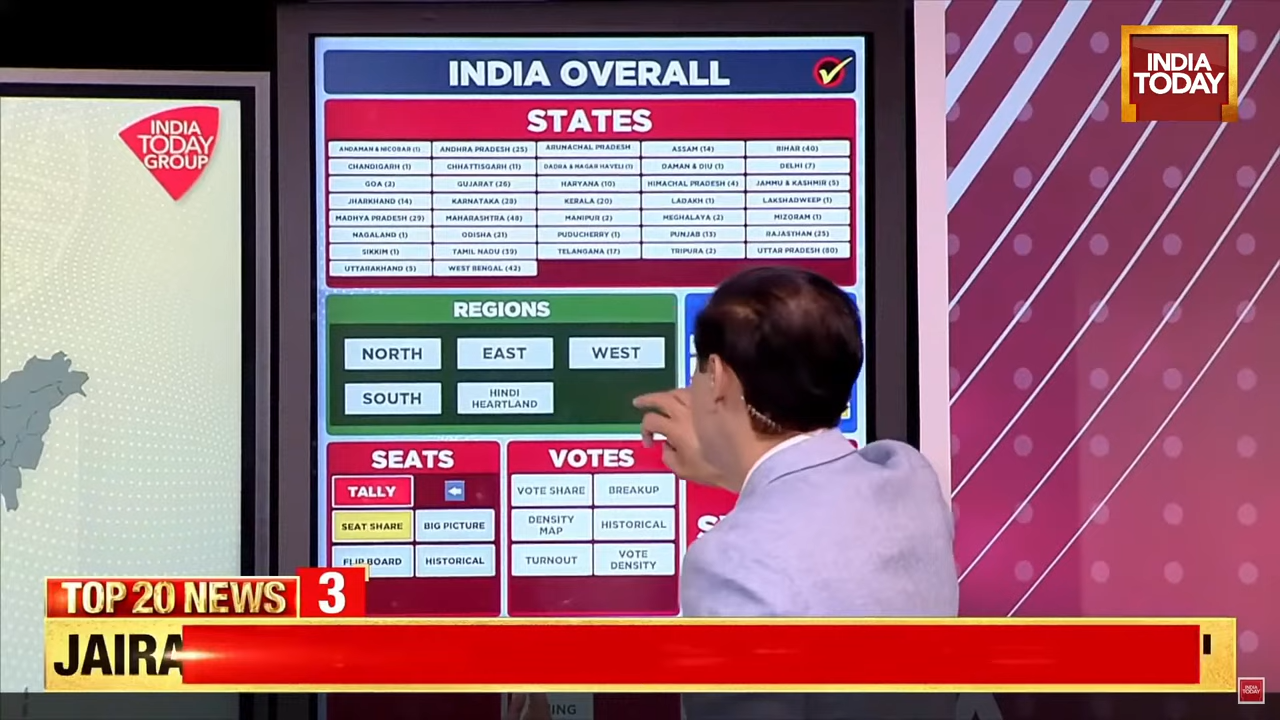 INDIA OVERALL
INDIA
TODAY
INDIA
TODAY
GROUP
STATES
ANDAMAN & NICOBAR (1) ANDHRA PRADESH (25) ARUNACHAL PRADESH ASSAM (14) BIHAR (40)
CHANDIGARH (1) CHHATTISGARH (11) DADRA & NAGAR HAVELI (1) DAMAN & DIU (1) DELHI (7)
GOA (2) GUJARAT (26) HARYANA (10) HIMACHAL PRADESH (4) JAMMU & KASHMIR (5)
JHARKHAND (14) KARNATAKA (28) KERALA (20) LADAKH (1) LAKSHADWEEP (1)
MADHYA PRADESH (29) MAHARASHTRA (48) MANIPUR (2) MEGHALAYA (2) MIZORAM (1)
NAGALAND (1) ODISHA (21) PUDUCHERRY (1) PUNJAB (13) RAJASTHAN (25)
SIKKIM (1) TAMIL NADU (39) TELANGANA (17) TRIPURA (2) UTTAR PRADESH (80)
UTTARAKHAND (5) WEST BENGAL (42)
REGIONS
NORTH EAST WEST
SOUTH HINDI HEARTLAND
SEATS
TALLY
SEAT SHARE BIG PICTURE
FLIP BOARD HISTORICAL
VOTES
VOTE SHARE BREAKUP
DENSITY MAP HISTORICAL
TURNOUT VOTE DENSITY
TOP 20 NEWS 3
JAIRA
INDIA
TODAY